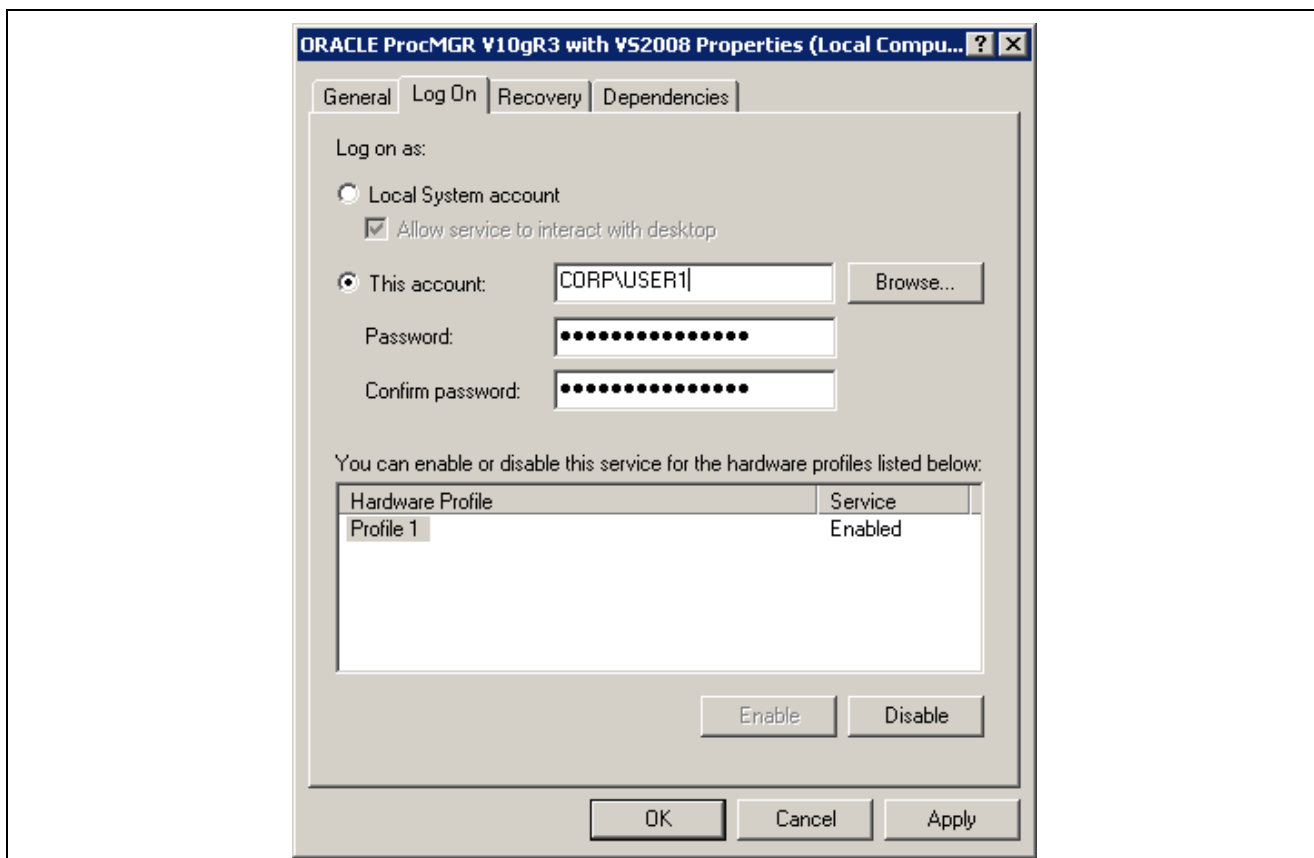 ORACLE ProcMGR V10gR3 with VS2008 Properties (Local Compu...
General Log On Recovery Dependencies
Log on as:
Local System account
Allow service to interact with desktop
This account: CORP\USER1 Browse...
Password: ●●●●●●●●●●●●●●●
Confirm password: ●●●●●●●●●●●●●●●
You can enable or disable this service for the hardware profiles listed below:
Hardware Profile Service
Profile 1 Enabled
Enable Disable
OK Cancel Apply